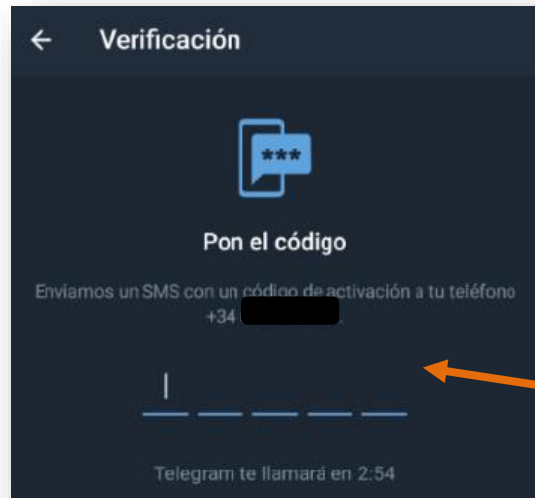 Verificación
***
Pon el código
Enviamos un SMS con un código de activación a tu teléfono
+34
Telegram te llamará en 2:54